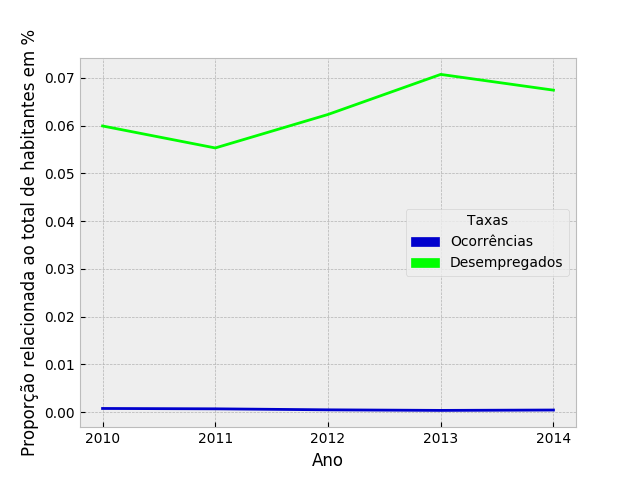 Proporção relacionada ao total de habitantes em %
0.07
0.06
0.05
0.04
0.03
0.02
0.01
0.00
Taxas
Ocorrências
Desempregados
2010 2011 2012 2013 2014
Ano